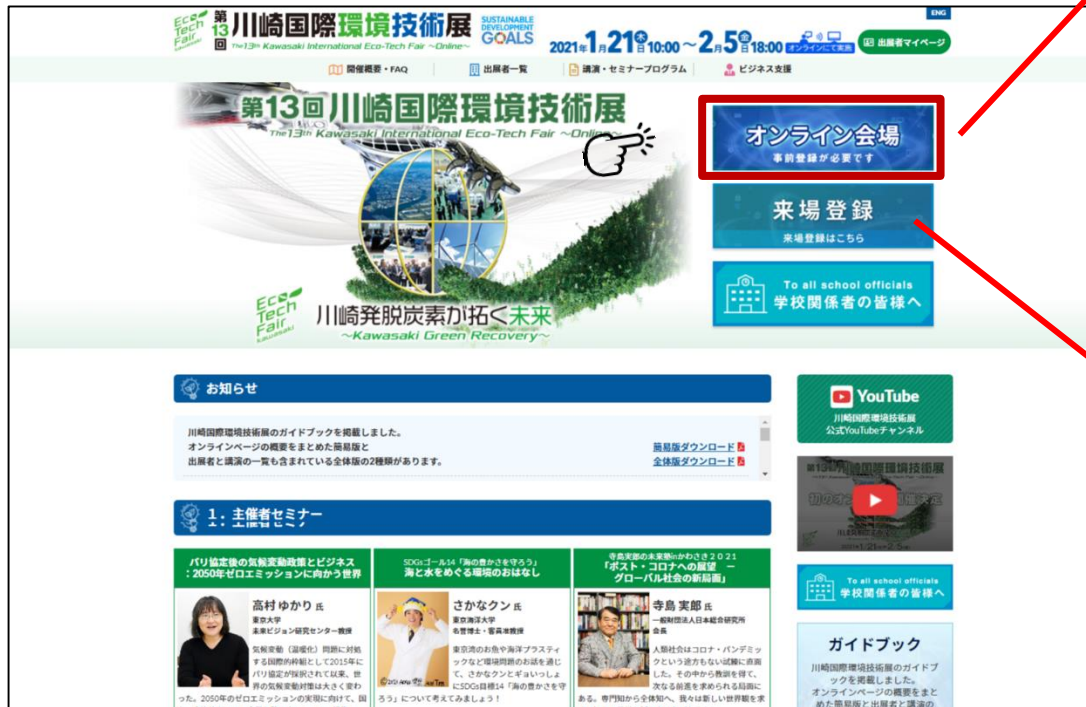 ENG
Eco Tech Fair
第13回川崎国際環境技術展
The 13th Kawasaki International Eco-Tech Fair ~Online~
SUSTAINABLE DEVELOPMENT GOALS
2021年1月21日木10:00～2月5日金18:00
オンラインにて実施
出展者マイページ
開催概要・FAQ
出展者一覧
講演・セミナープログラム
ビジネス支援
第13回川崎国際環境技術展
The 13th Kawasaki International Eco-Tech Fair ~Online~
オンライン会場
事前登録が必要です
来場登録
来場登録はこちら
To all school officials
学校関係者の皆様へ
Eco Tech Fair kawasaki
川崎発脱炭素が拓く未来
~Kawasaki Green Recovery~
お知らせ
川崎国際環境技術展のガイドブックを掲載しました。
オンラインページの概要をまとめた簡易版と
出展者と講演の一覧も含まれている全体版の2種類があります。
簡易版ダウンロード
全体版ダウンロード
YouTube
川崎国際環境技術展
公式YouTubeチャンネル
1. 主催者セミナー
パリ協定後の気候変動政策とビジネス
：2050年ゼロエミッションに向かう世界
高村 ゆかり 氏
東京大学
未来ビジョン研究センター教授
気候変動（温暖化）問題に対処
する国際的枠組として2015年に
パリ協定が採択されて以来、世
界の気候変動対策は大きく変わ
った。2050年のゼロエミッションの実現に向けて、国
SDGsゴール14「海の豊かさを守ろう」
海と水をめぐる環境のおはなし
さかなクン 氏
東京海洋大学
名誉博士・客員准教授
東京湾のお魚や海洋プラスティ
ックなど環境問題のお話を通じ
て、さかなクンとギョいっしょ
にSDGs目標14「海の豊かさを守
ろう」について考えてみましょう！
寺島実郎の未来塾inかわさき2021
「ポスト・コロナへの展望 －
グローバル社会の新局面」
寺島 実郎 氏
一般財団法人日本総合研究所
会長
人類社会はコロナ・パンデミッ
クという途方もない試練に直面
した。その中から教訓を得て、
次なる前進を求められる局面に
ある。専門知から全体知へ、我々は新しい世界観を求
To all school officials
学校関係者の皆様へ
ガイドブック
川崎国際環境技術展のガイドブ
ックを掲載しました。
オンラインページの概要をまと
めた簡易版と出展者と講演の